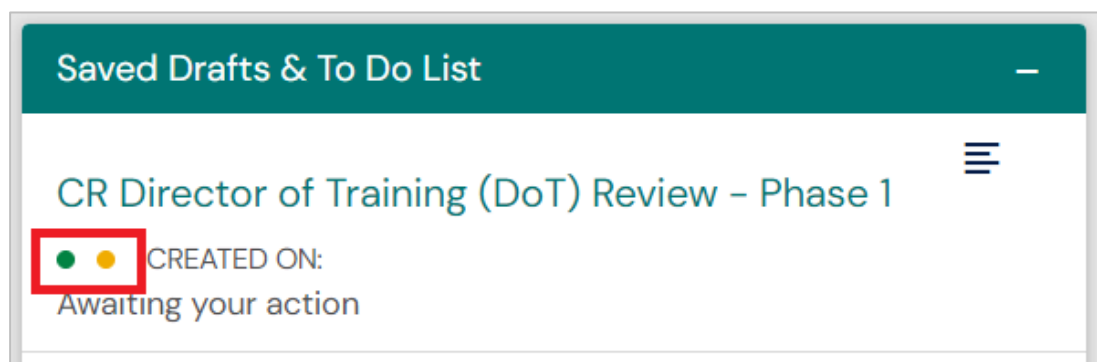 Saved Drafts & To Do List
CR Director of Training (DoT) Review – Phase 1
CREATED ON:
Awaiting your action